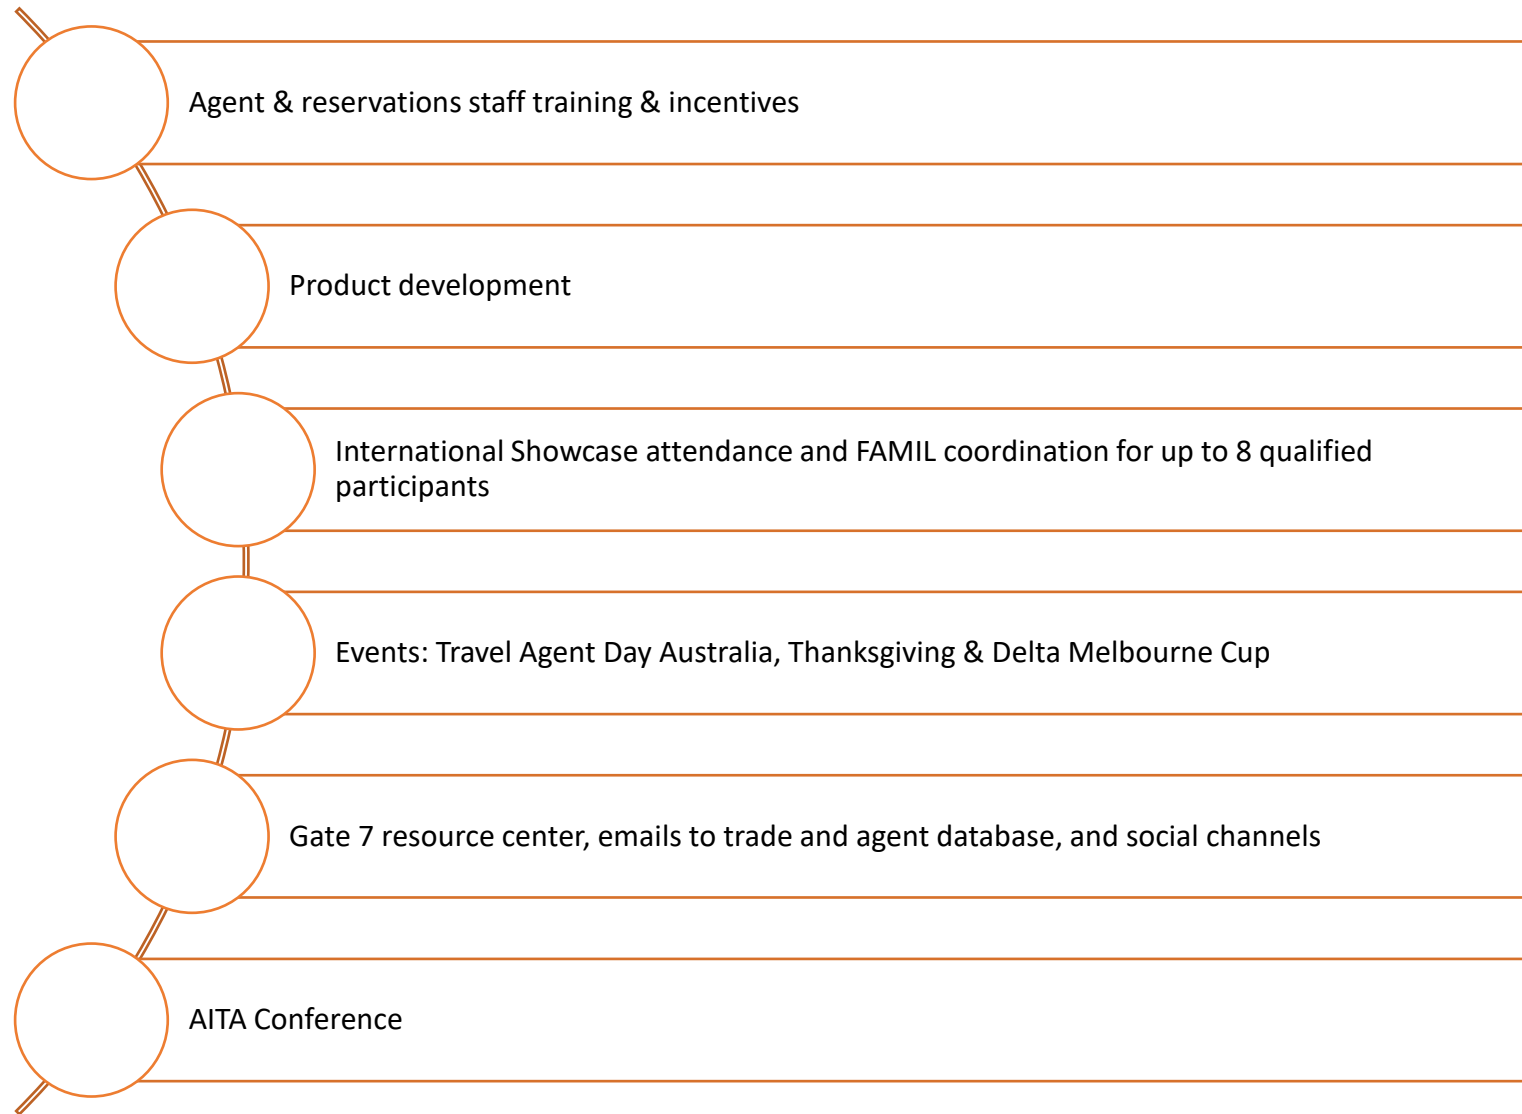 Agent & reservations staff training & incentives
Product development
International Showcase attendance and FAMIL coordination for up to 8 qualified
participants
Events: Travel Agent Day Australia, Thanksgiving & Delta Melbourne Cup
Gate 7 resource center, emails to trade and agent database, and social channels
AITA Conference